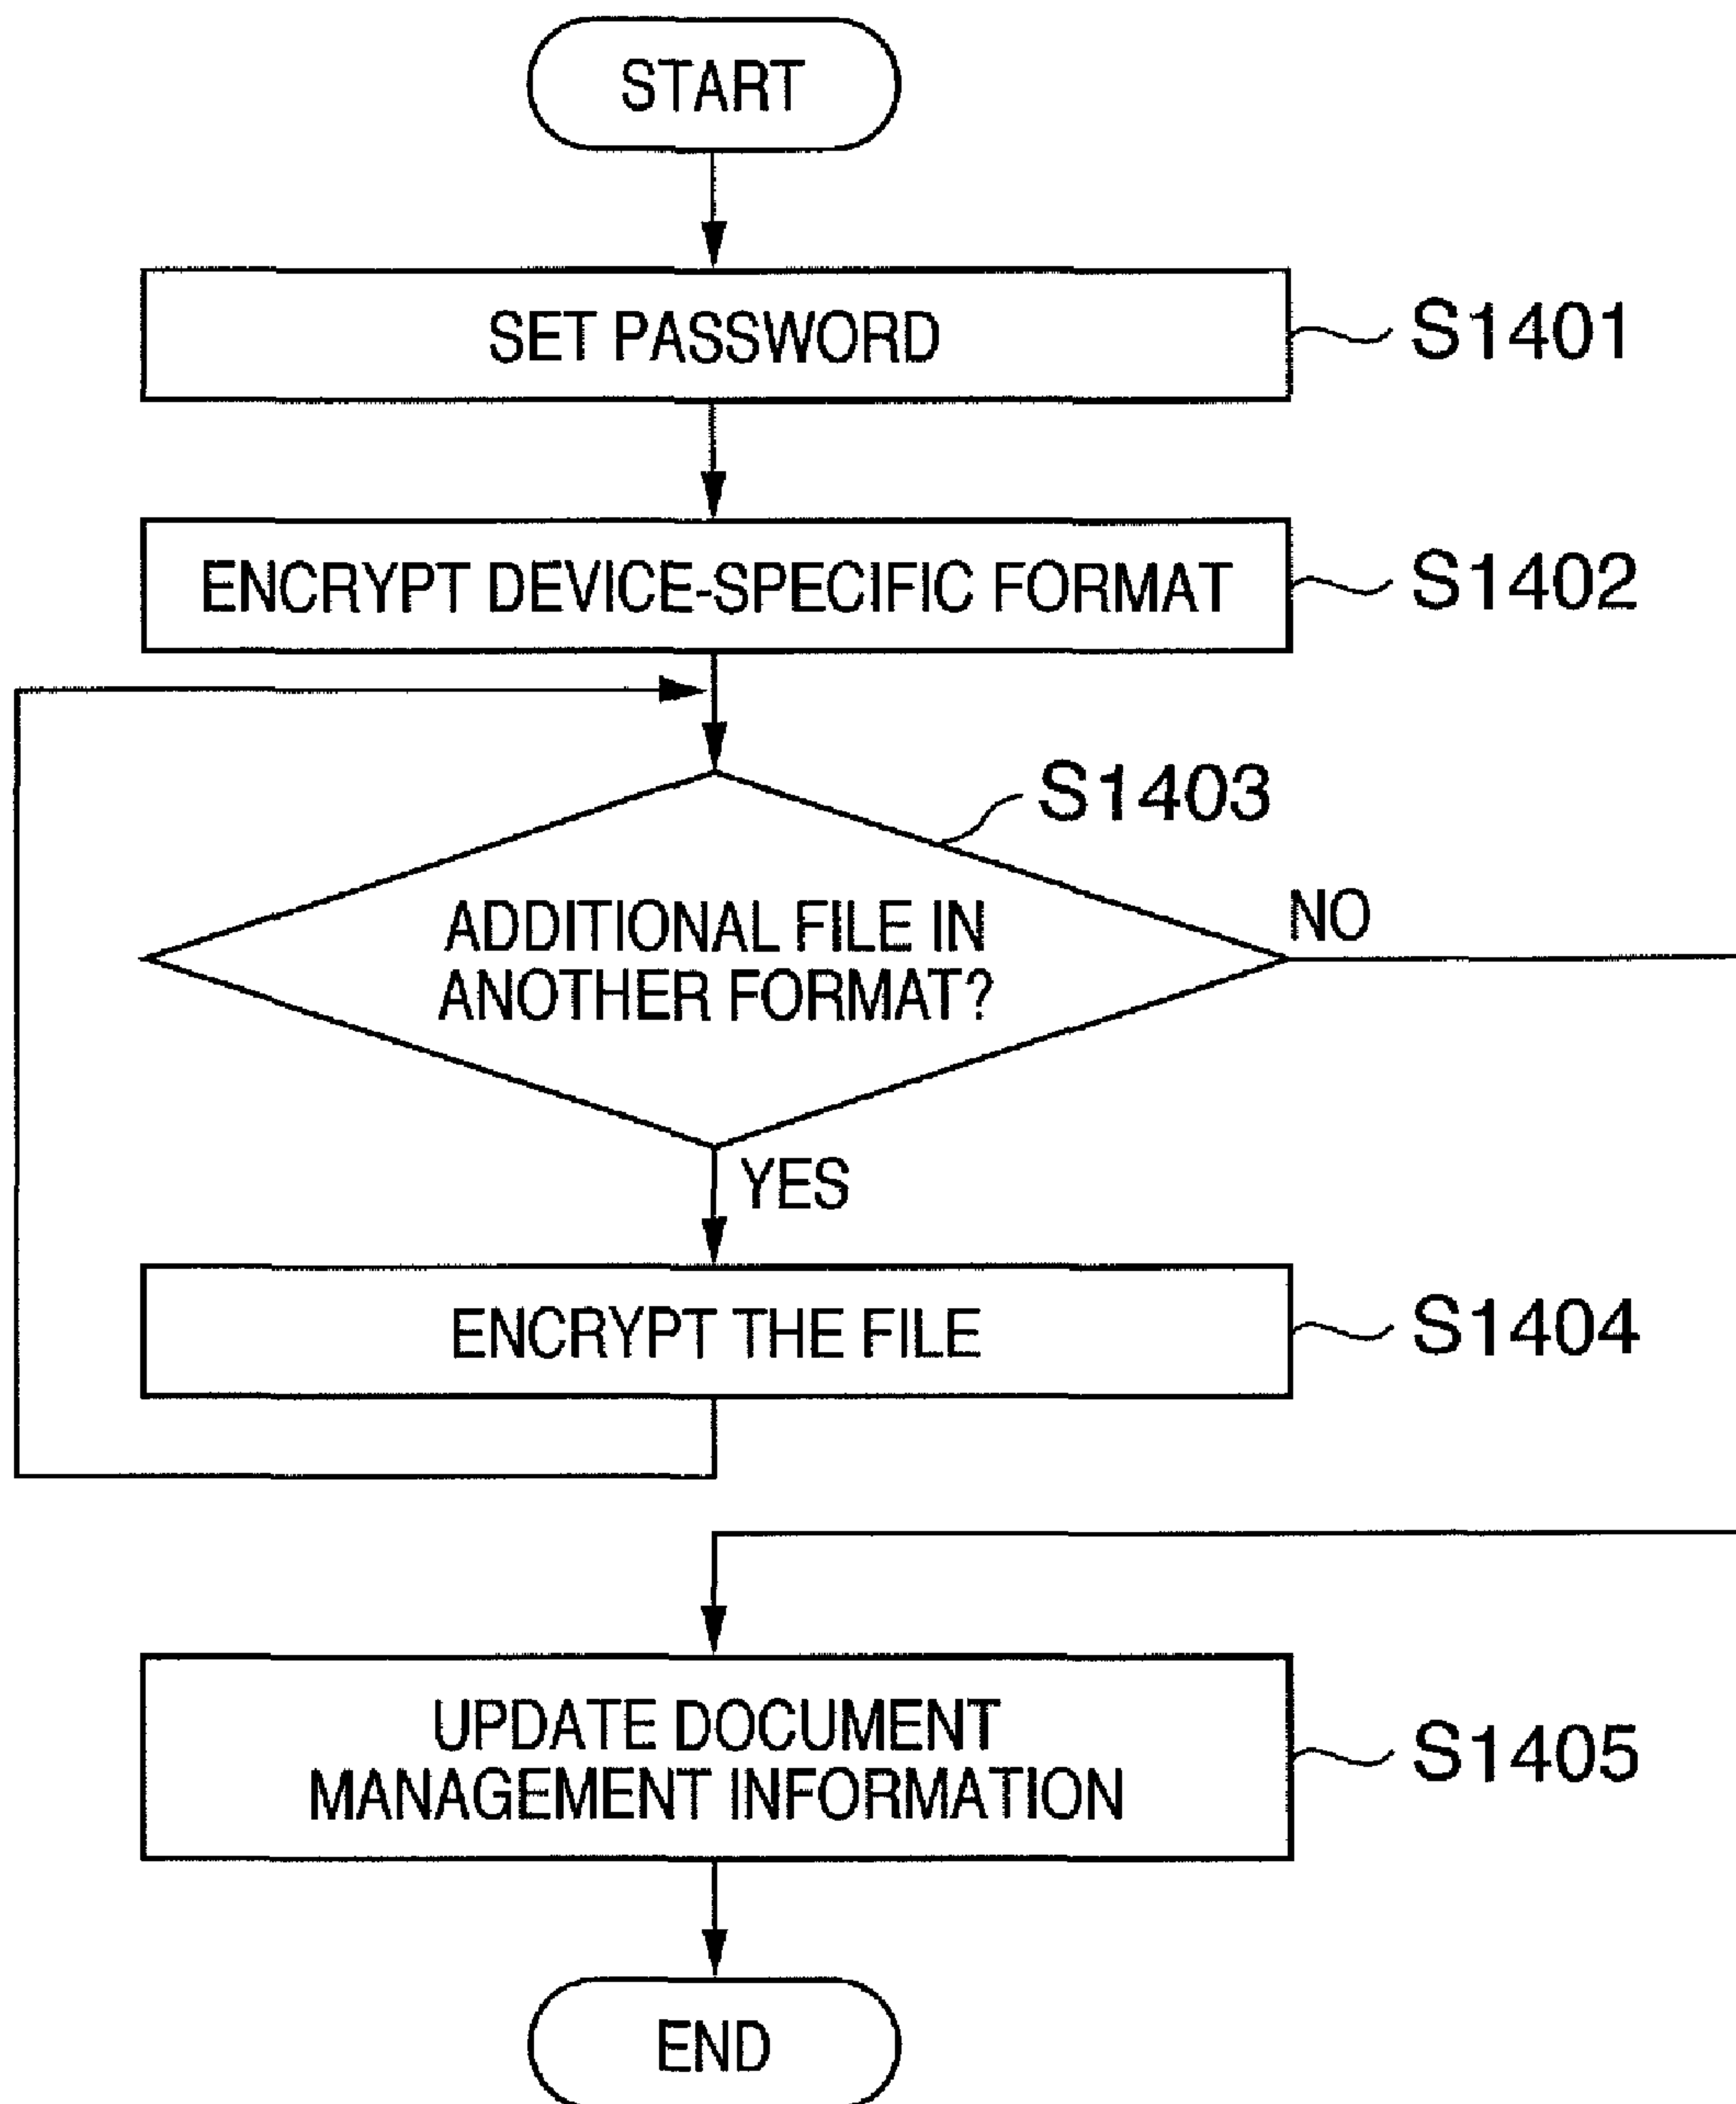 START
SET PASSWORD
S1401
ENCRYPT DEVICE-SPECIFIC FORMAT
S1402
S1403
ADDITIONAL FILE IN
ANOTHER FORMAT?
NO
YES
ENCRYPT THE FILE
S1404
UPDATE DOCUMENT
MANAGEMENT INFORMATION
S1405
END